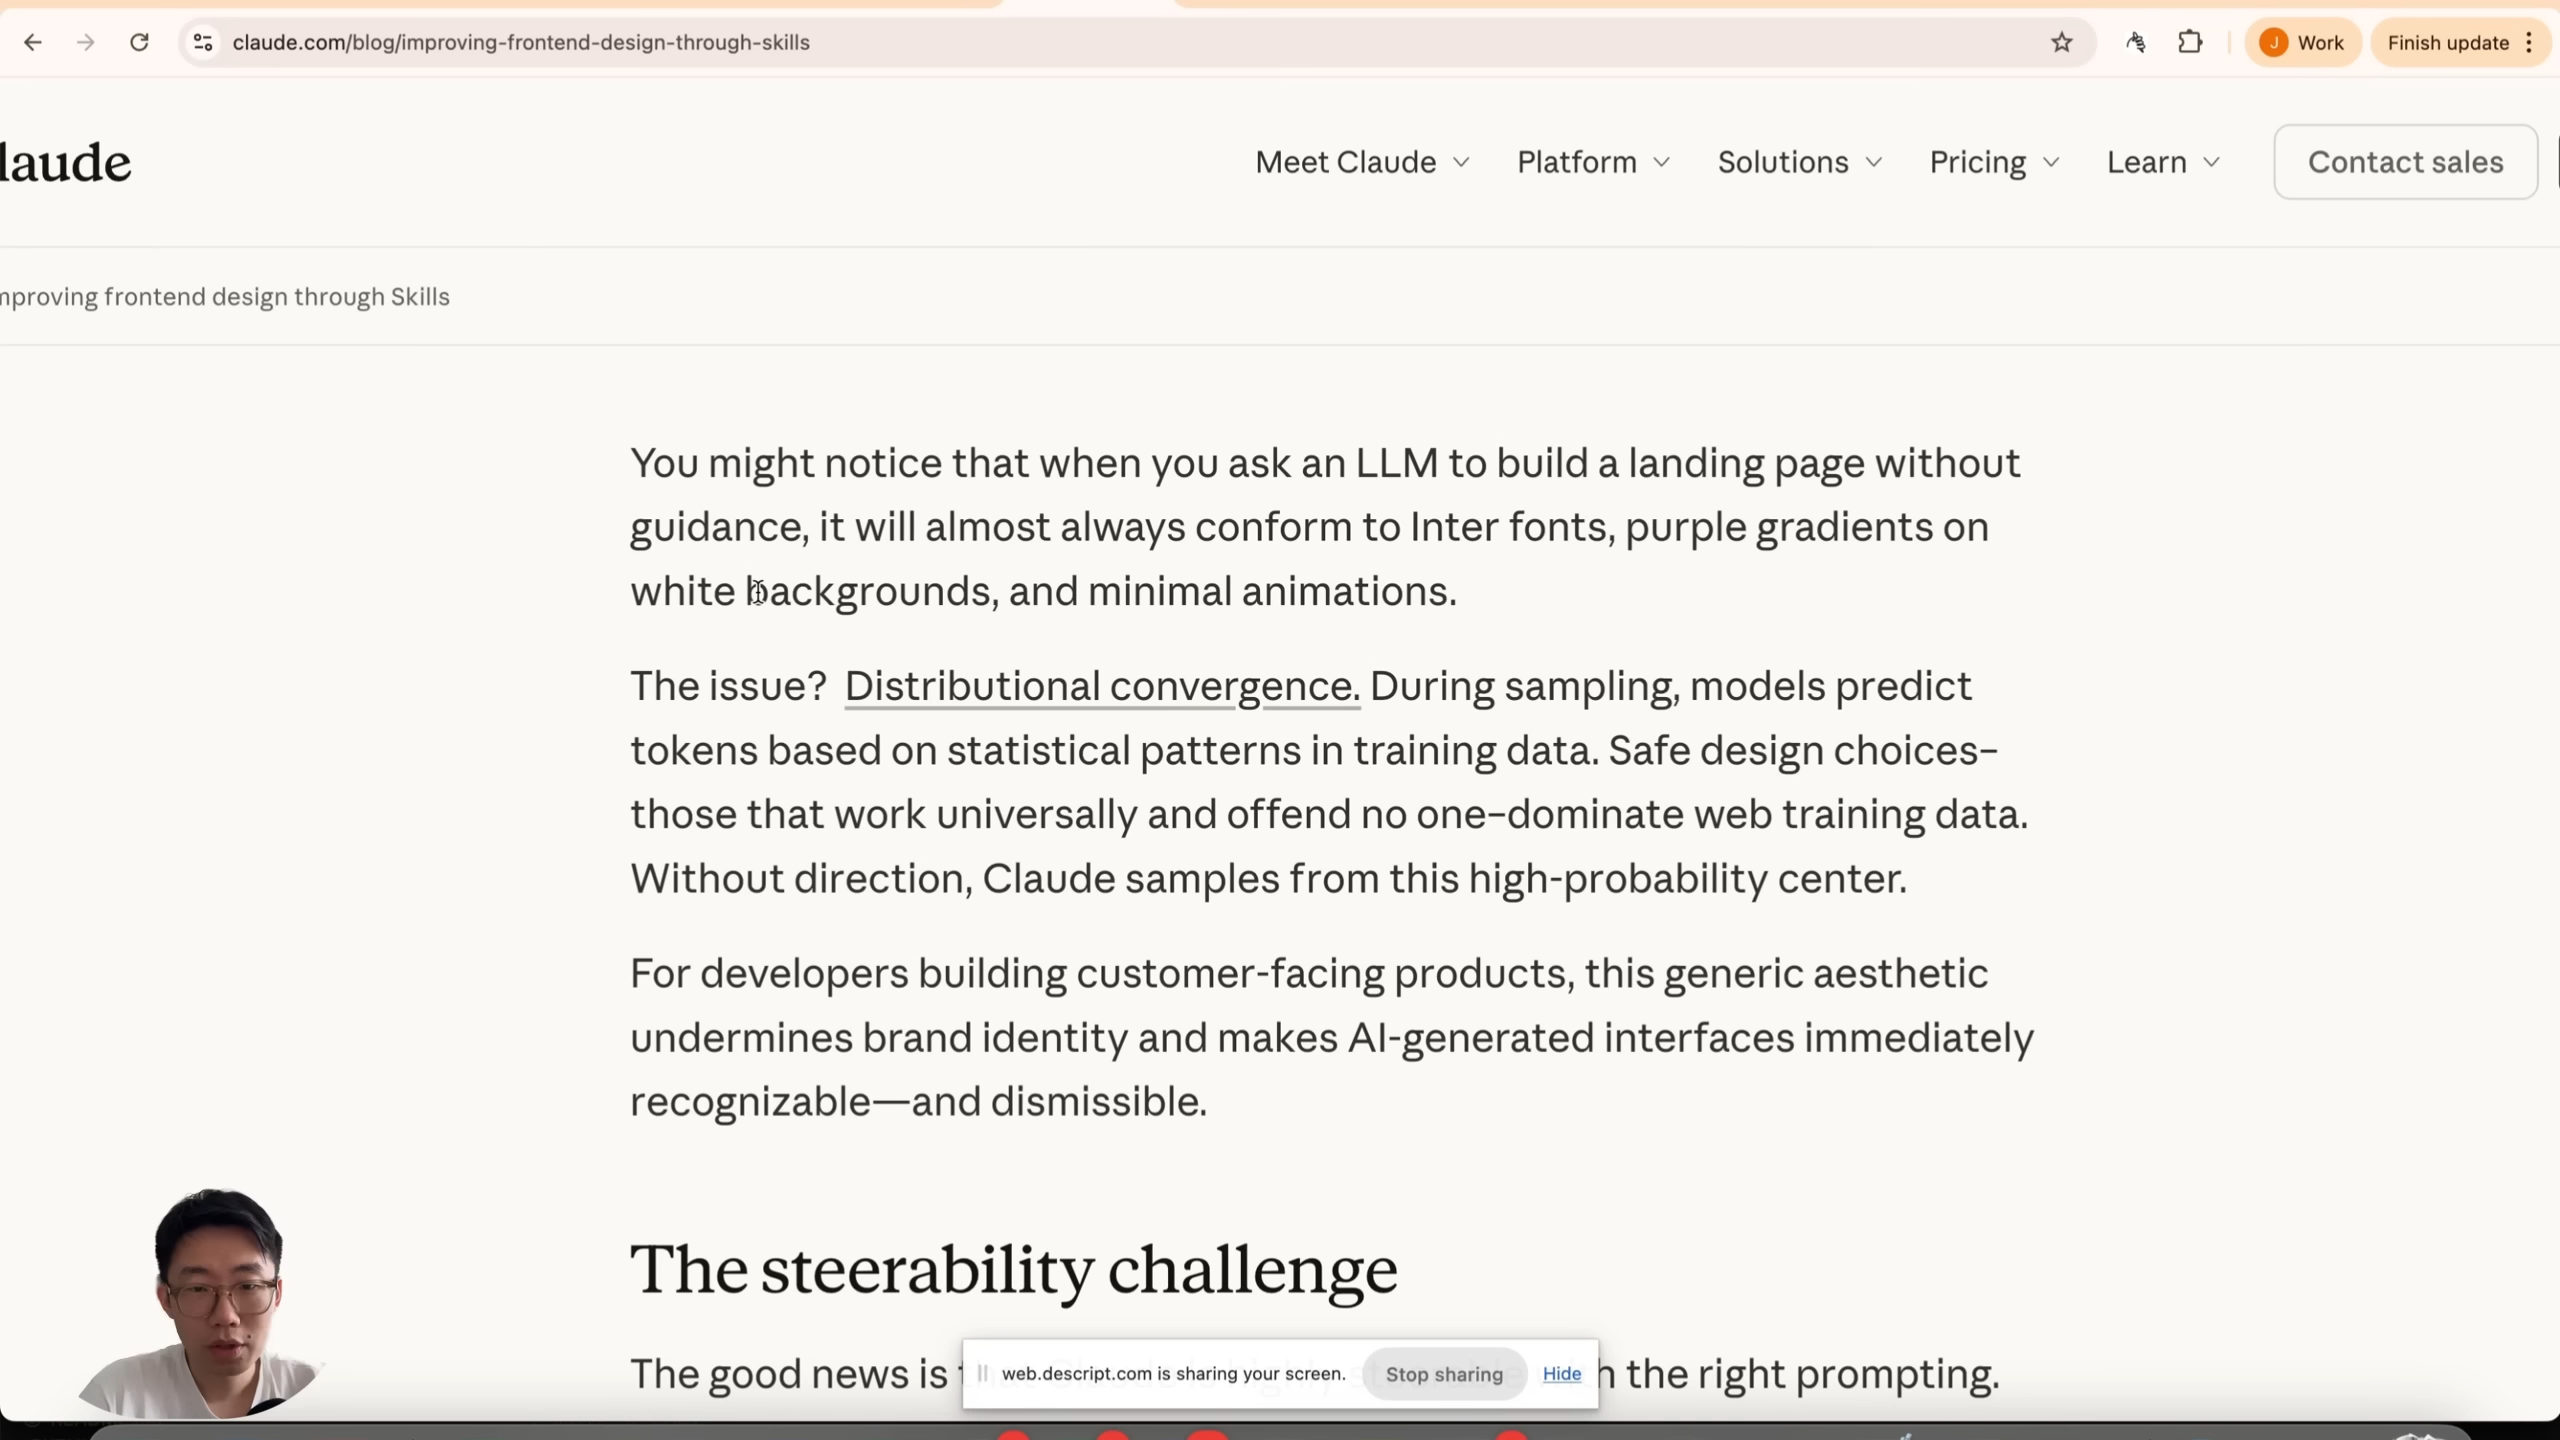 claude.com/blog/improving-frontend-design-through-skills
J Work
Finish update
laude
Meet Claude
Platform
Solutions
Pricing
Learn
Contact sales
mproving frontend design through Skills
You might notice that when you ask an LLM to build a landing page without
guidance, it will almost always conform to Inter fonts, purple gradients on
white backgrounds, and minimal animations.
The issue? Distributional convergence. During sampling, models predict
tokens based on statistical patterns in training data. Safe design choices–
those that work universally and offend no one–dominate web training data.
Without direction, Claude samples from this high-probability center.
For developers building customer-facing products, this generic aesthetic
undermines brand identity and makes AI-generated interfaces immediately
recognizable—and dismissible.
The steerability challenge
The good news is
the right prompting.
web.descript.com is sharing your screen.
Stop sharing
Hide